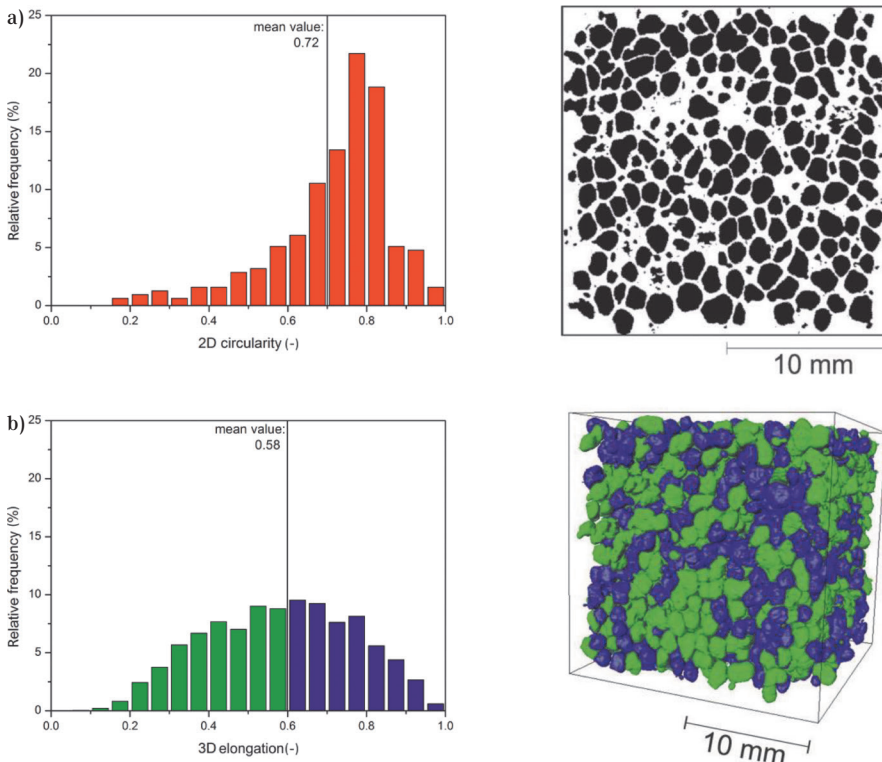 a)
mean value:
0.72
25
20
15
10
5
0
Relative frequency (%)
0.0 0.2 0.4 0.6 0.8 1.0
2D circularity (-)
10 mm
b)
mean value:
0.58
25
20
15
10
5
0
Relative frequency (%)
0.0 0.2 0.4 0.6 0.8 1.0
3D elongation(-)
10 mm